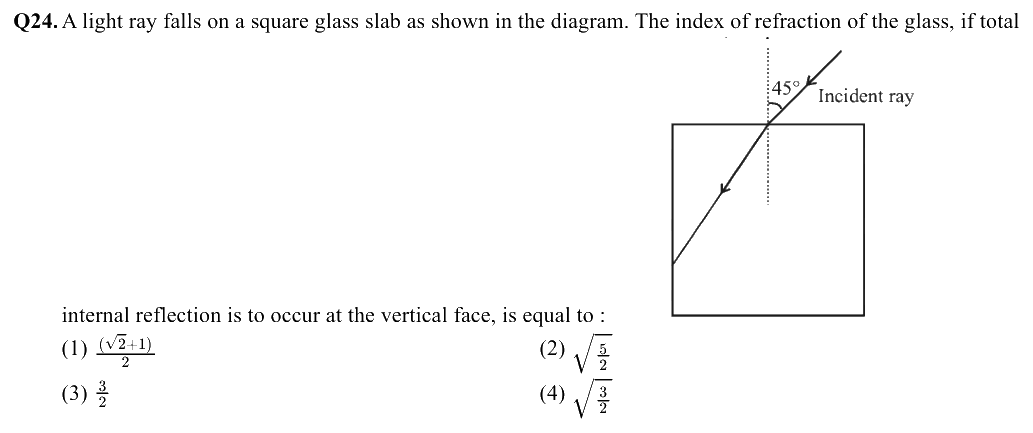 Q24. A light ray falls on a square glass slab as shown in the diagram. The index of refraction of the glass, if total
45°
Incident ray
internal reflection is to occur at the vertical face, is equal to :
(1) (√2+1)/2 (2) √(5/2)
(3) 3/2 (4) √(3/2)